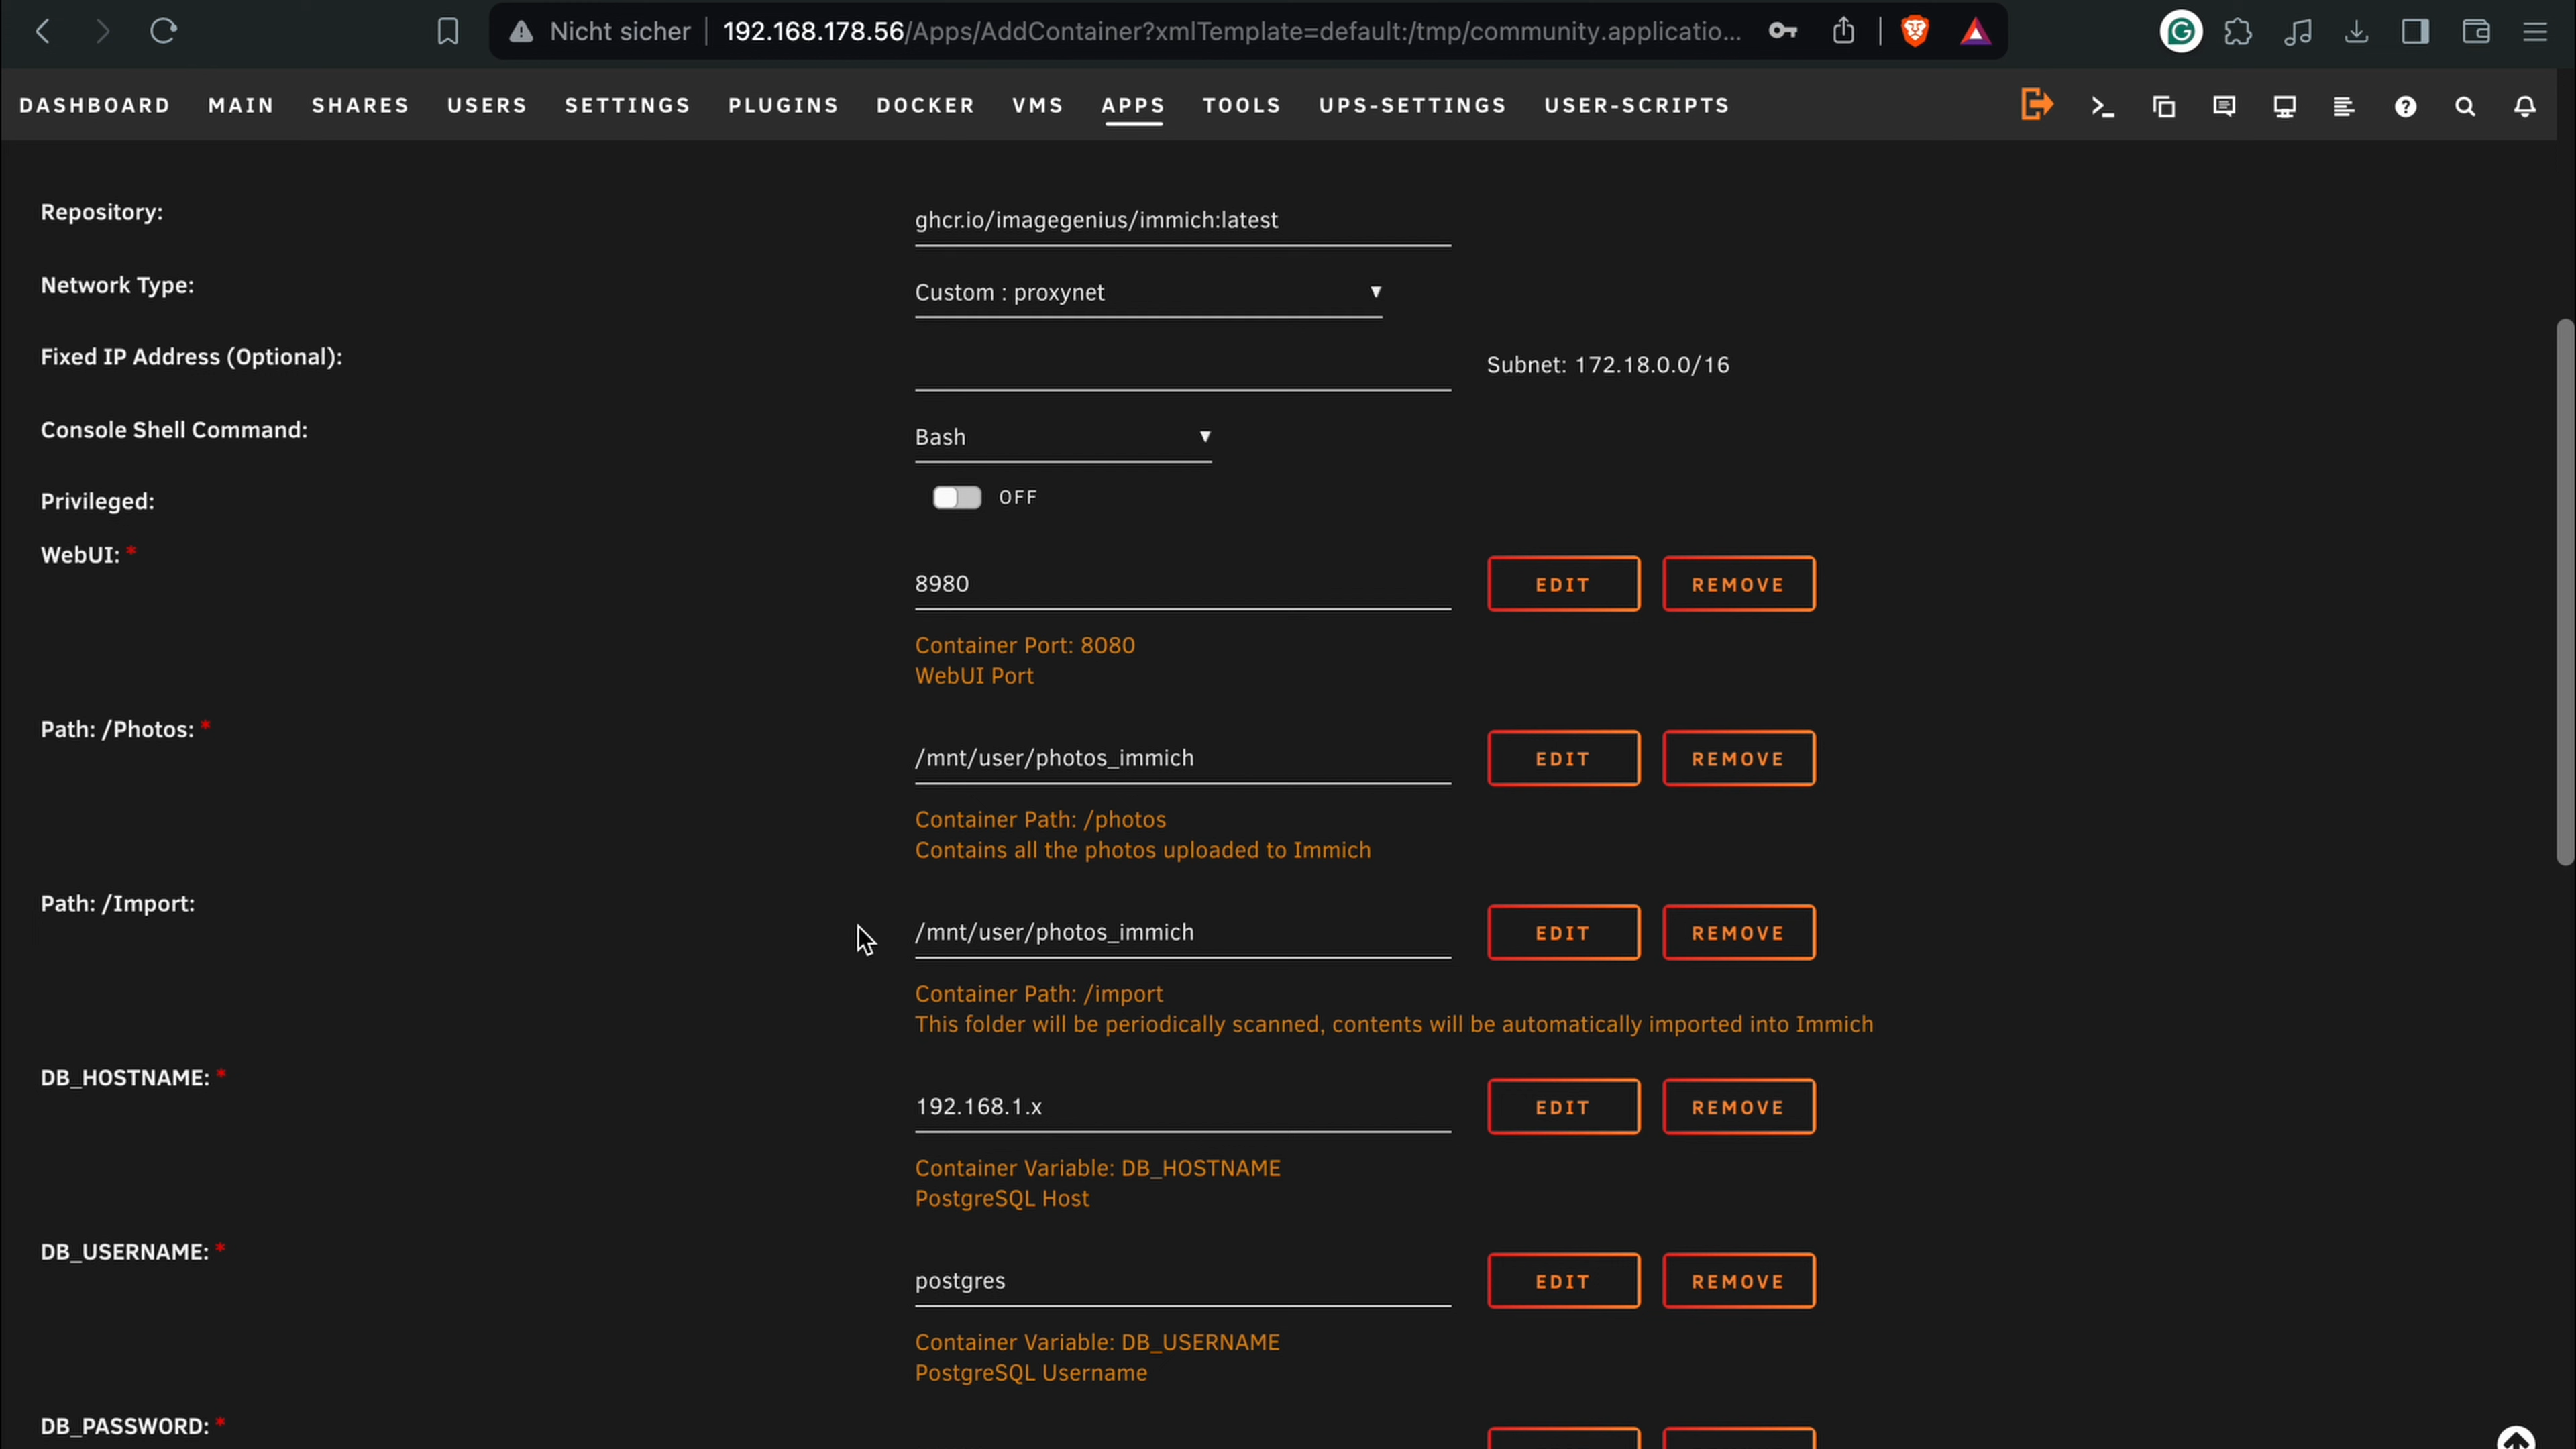 Nicht sicher 192.168.178.56/Apps/AddContainer?xmlTemplate=default:/tmp/community.applicatio...
DASHBOARD MAIN SHARES USERS SETTINGS PLUGINS DOCKER VMS APPS TOOLS UPS-SETTINGS USER-SCRIPTS
Repository: ghcr.io/imagegenius/immich:latest
Network Type: Custom : proxynet
Fixed IP Address (Optional): Subnet: 172.18.0.0/16
Console Shell Command: Bash
Privileged: OFF
WebUI: *
8980 EDIT REMOVE
Container Port: 8080
WebUI Port
Path: /Photos: *
/mnt/user/photos_immich EDIT REMOVE
Container Path: /photos
Contains all the photos uploaded to Immich
Path: /Import:
/mnt/user/photos_immich EDIT REMOVE
Container Path: /import
This folder will be periodically scanned, contents will be automatically imported into Immich
DB_HOSTNAME: *
192.168.1.x EDIT REMOVE
Container Variable: DB_HOSTNAME
PostgreSQL Host
DB_USERNAME: *
postgres EDIT REMOVE
Container Variable: DB_USERNAME
PostgreSQL Username
DB_PASSWORD: *